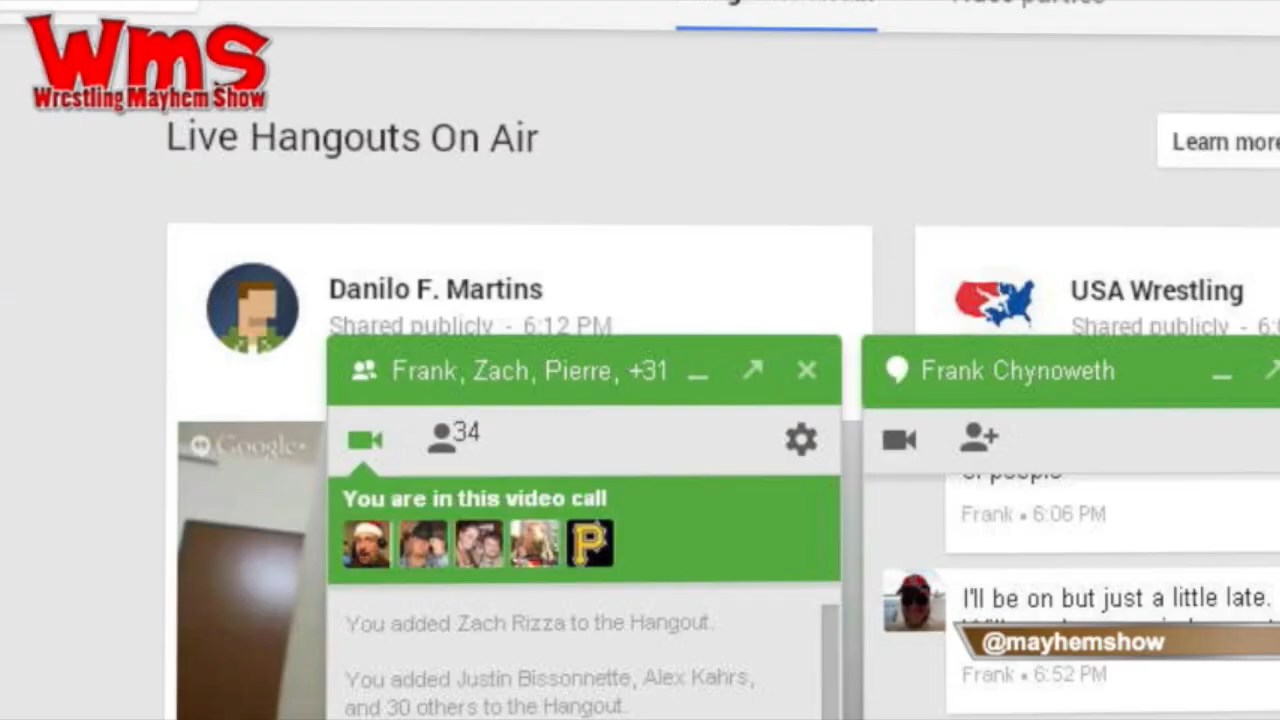 WMS
Wrestling Mayhem Show
Live Hangouts On Air
Learn more
Danilo F. Martins
Shared publicly - 6:12 PM
USA Wrestling
Shared publicly - 6:
Frank, Zach, Pierre, +31
Frank Chynoweth
Google+
34
You are in this video call
P
of people
Frank • 6:06 PM
I'll be on but just a little late.
@mayhemshow
Frank • 6:52 PM
You added Zach Rizza to the Hangout.
You added Justin Bissonnette, Alex Kahrs,
and 30 others to the Hangout.